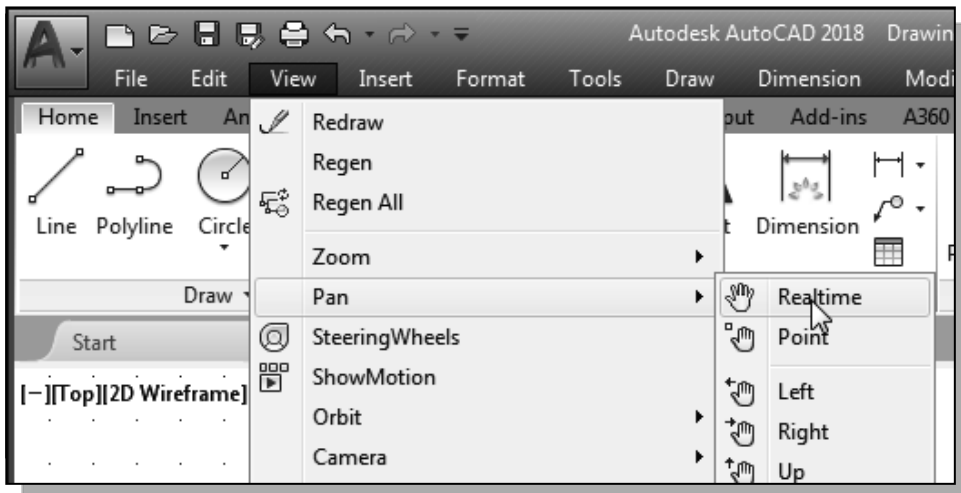 Autodesk AutoCAD 2018 Drawin
File Edit View Insert Format Tools Draw Dimension Modi
Home Insert An put Add-ins A360
Redraw
Regen
Regen All
Line Polyline Circle t Dimension
Zoom
Draw Pan Realtime
Start SteeringWheels Point
ShowMotion
[−][Top][2D Wireframe] Left
Orbit Right
Camera Up